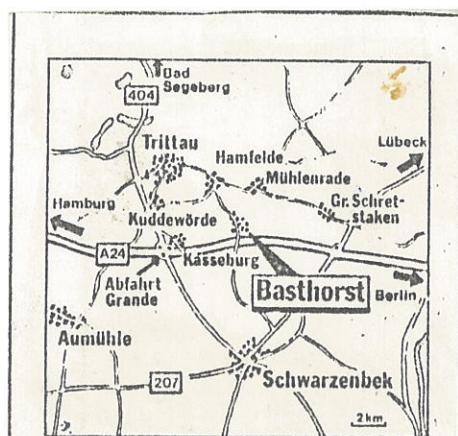 Bad
Segeberg
404
Trittau
Hamfelde
Lübeck
Mühlenrade
Hamburg
Gr. Schret-
staken
Kuddewörde
A24
Kasseburg
Abfahrt
Grande
Basthorst
Berlin
Aumühle
207
Schwarzenbek
2 km